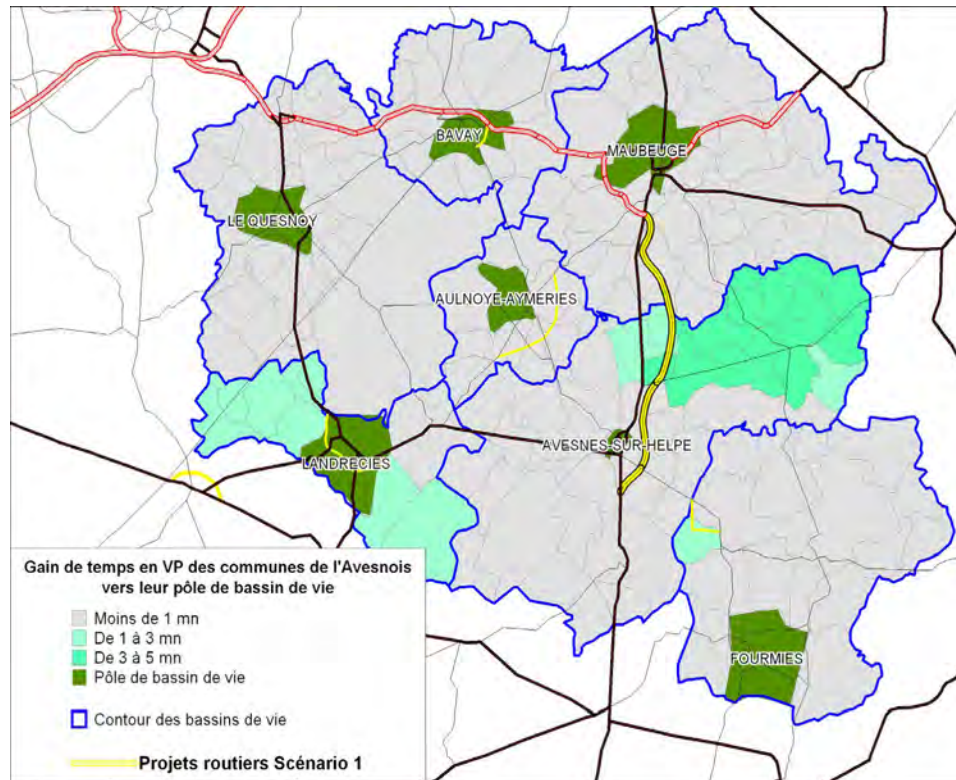 BAVAY
MAUBEUGE
LE QUESNOY
AULNOYE-AYMERIES
AVESNES-SUR-HELPE
LANDRECIES
FOURMIES
Gain de temps en VP des communes de l'Avesnois
vers leur pôle de bassin de vie
Moins de 1 mn
De 1 à 3 mn
De 3 à 5 mn
Pôle de bassin de vie
Contour des bassins de vie
Projets routiers Scénario 1